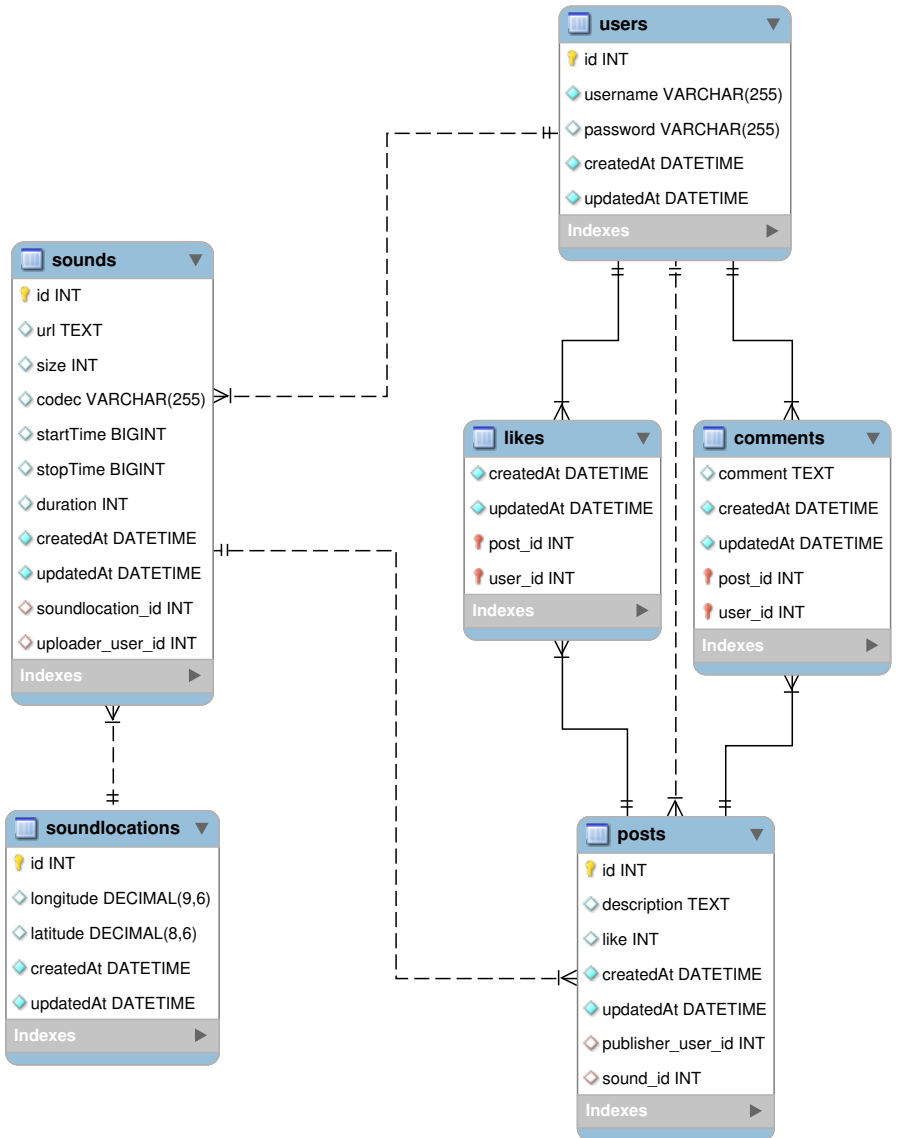 users
id INT
username VARCHAR(255)
password VARCHAR(255)
createdAt DATETIME
updatedAt DATETIME
Indexes
sounds
id INT
url TEXT
size INT
codec VARCHAR(255)
startTime BIGINT
stopTime BIGINT
duration INT
createdAt DATETIME
updatedAt DATETIME
soundlocation_id INT
uploader_user_id INT
Indexes
likes
createdAt DATETIME
updatedAt DATETIME
post_id INT
user_id INT
Indexes
comments
comment TEXT
createdAt DATETIME
updatedAt DATETIME
post_id INT
user_id INT
Indexes
soundlocations
id INT
longitude DECIMAL(9,6)
latitude DECIMAL(8,6)
createdAt DATETIME
updatedAt DATETIME
Indexes
posts
id INT
description TEXT
like INT
createdAt DATETIME
updatedAt DATETIME
publisher_user_id INT
sound_id INT
Indexes